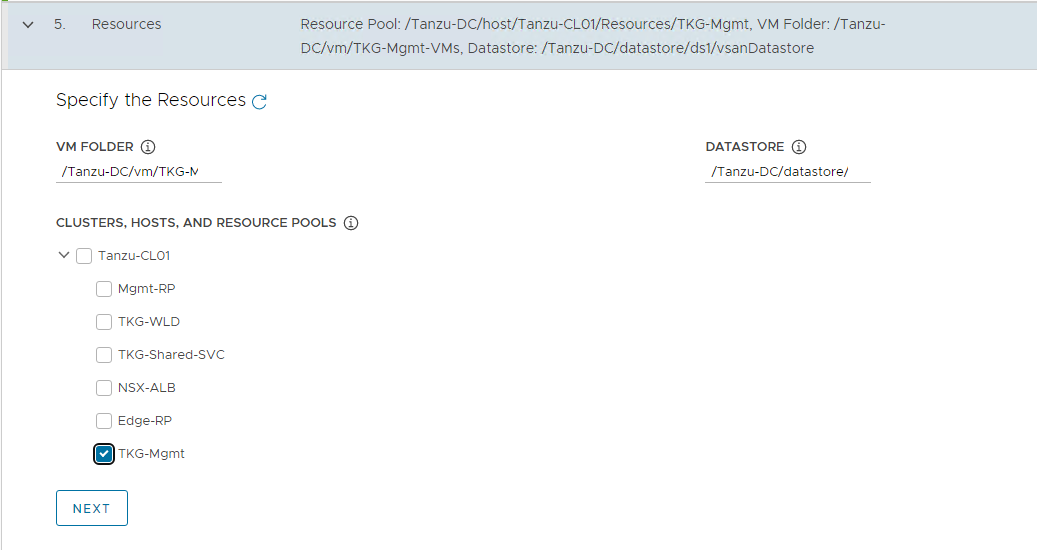 5. Resources Resource Pool: /Tanzu-DC/host/Tanzu-CL01/Resources/TKG-Mgmt, VM Folder: /Tanzu-
DC/vm/TKG-Mgmt-VMs, Datastore: /Tanzu-DC/datastore/ds1/vsanDatastore
Specify the Resources
VM FOLDER DATASTORE
/Tanzu-DC/vm/TKG-M /Tanzu-DC/datastore/
CLUSTERS, HOSTS, AND RESOURCE POOLS
Tanzu-CL01
Mgmt-RP
TKG-WLD
TKG-Shared-SVC
NSX-ALB
Edge-RP
TKG-Mgmt
NEXT